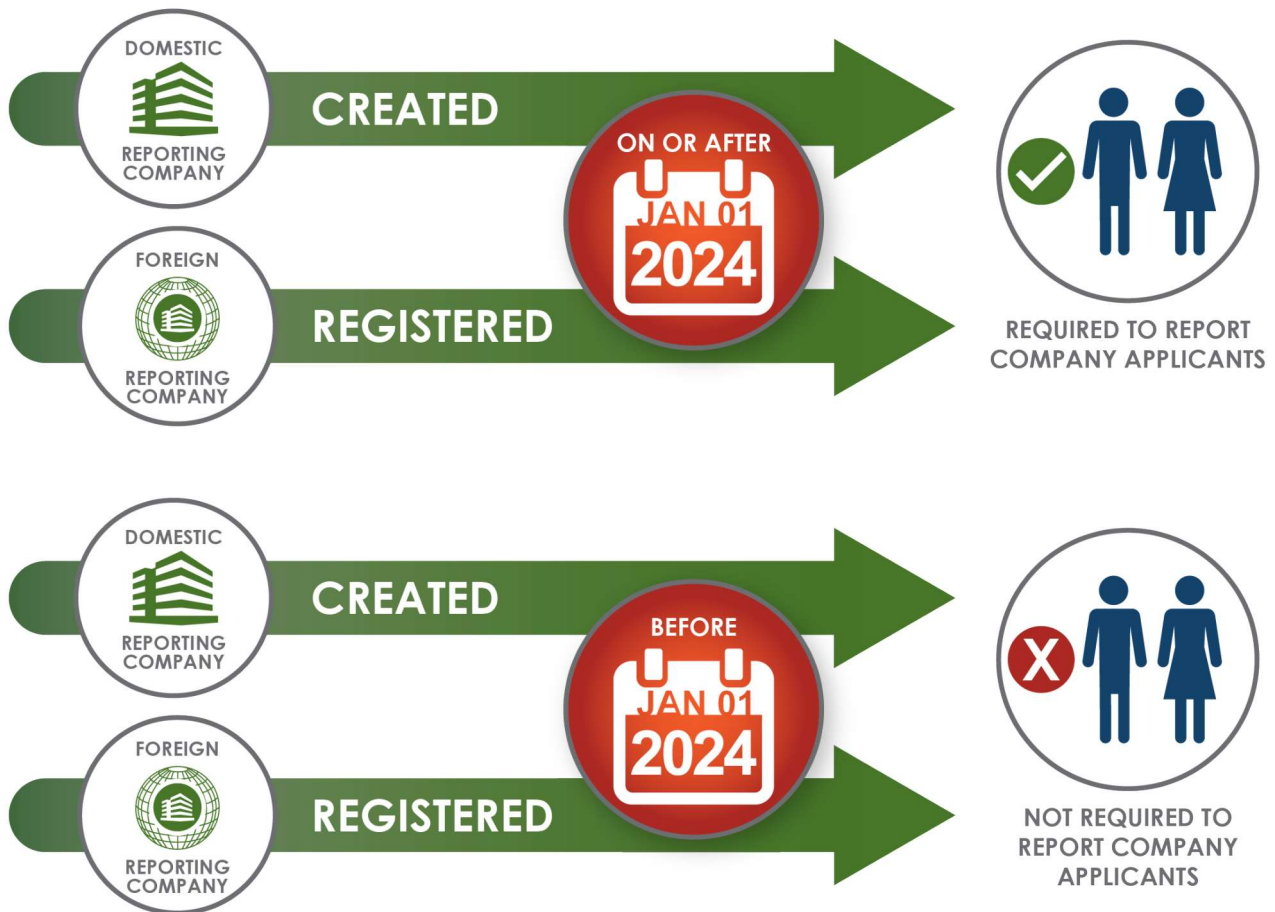 DOMESTIC
REPORTING
COMPANY
CREATED
ON OR AFTER
JAN 01
2024
FOREIGN
REPORTING
COMPANY
REGISTERED
REQUIRED TO REPORT
COMPANY APPLICANTS
DOMESTIC
REPORTING
COMPANY
CREATED
BEFORE
JAN 01
2024
FOREIGN
REPORTING
COMPANY
REGISTERED
X
NOT REQUIRED TO
REPORT COMPANY
APPLICANTS